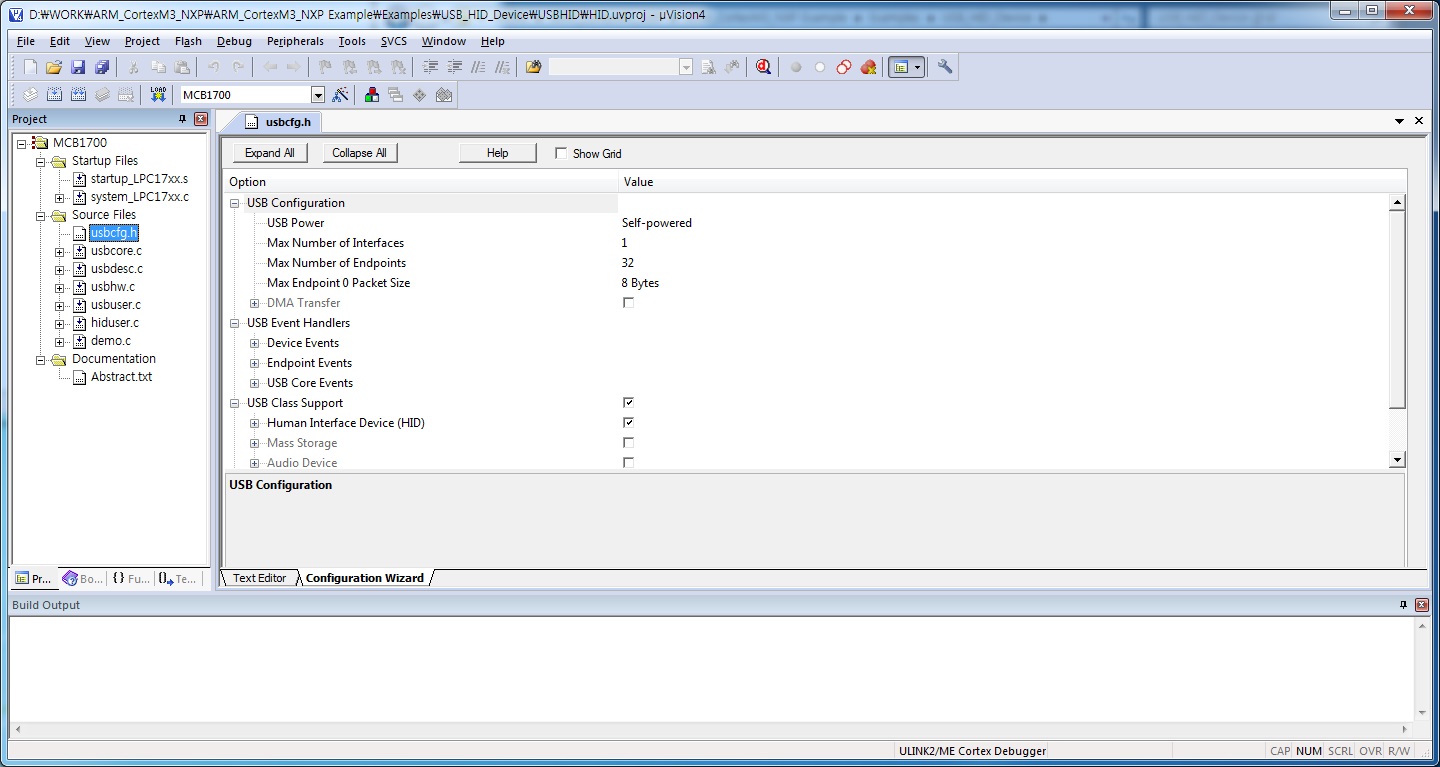 D:₩WORK₩ARM_CortexM3_NXP₩ARM_CortexM3_NXP Example₩Examples₩USB_HID_Device₩USBHID₩HID.uvproj - µVision4
File Edit View Project Flash Debug Peripherals Tools SVCS Window Help
LOAD MCB1700
Project
MCB1700
Startup Files
startup_LPC17xx.s
system_LPC17xx.c
Source Files
usbcfg.h
usbcore.c
usbdesc.c
usbhw.c
usbuser.c
hiduser.c
demo.c
Documentation
Abstract.txt
Pr... Bo... {} Fu... Te...
usbcfg.h
Expand All Collapse All Help Show Grid
Option Value
USB Configuration
USB Power Self-powered
Max Number of Interfaces 1
Max Number of Endpoints 32
Max Endpoint 0 Packet Size 8 Bytes
DMA Transfer
USB Event Handlers
Device Events
Endpoint Events
USB Core Events
USB Class Support
Human Interface Device (HID)
Mass Storage
Audio Device
USB Configuration
Text Editor Configuration Wizard
Build Output
ULINK2/ME Cortex Debugger CAP NUM SCRL OVR R/W